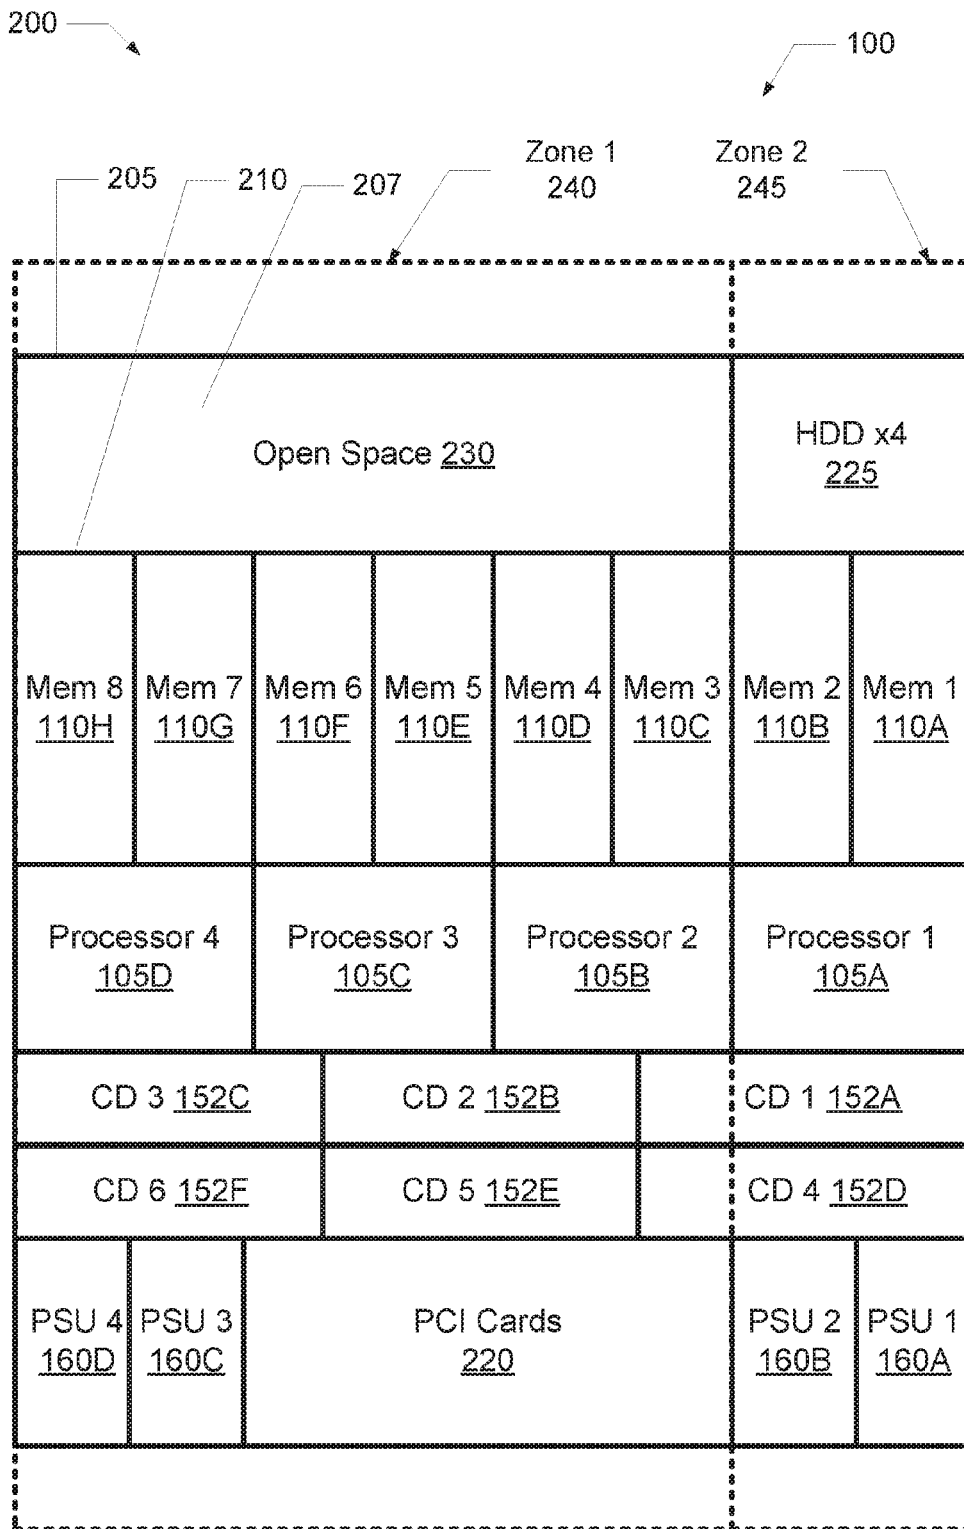 200
100
Zone 1
240
Zone 2
245
205
210
207
Open Space 230
HDD x4
225
Mem 8
110H
Mem 7
110G
Mem 6
110F
Mem 5
110E
Mem 4
110D
Mem 3
110C
Mem 2
110B
Mem 1
110A
Processor 4
105D
Processor 3
105C
Processor 2
105B
Processor 1
105A
CD 3 152C
CD 2 152B
CD 1 152A
CD 6 152F
CD 5 152E
CD 4 152D
PSU 4
160D
PSU 3
160C
PCI Cards
220
PSU 2
160B
PSU 1
160A